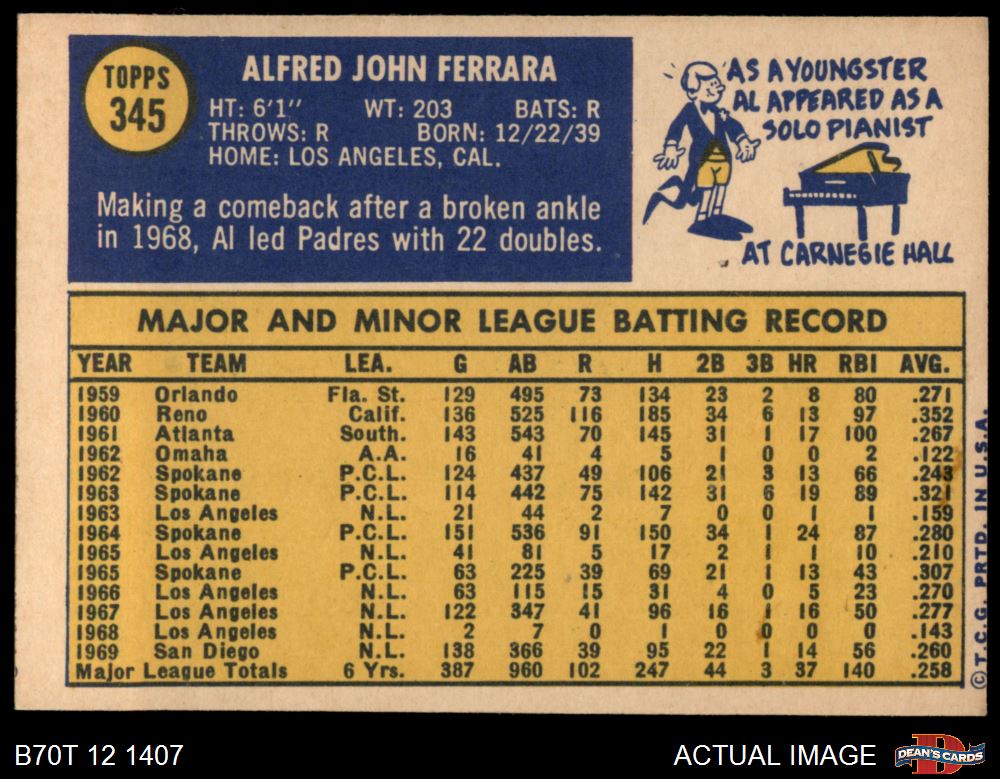 TOPPS
345
ALFRED JOHN FERRARA
HT: 6'1" WT: 203 BATS: R
THROWS: R BORN: 12/22/39
HOME: LOS ANGELES, CAL.
Making a comeback after a broken ankle
in 1968, Al led Padres with 22 doubles.
AS A YOUNGSTER
AL APPEARED AS A
SOLO PIANIST
AT CARNEGIE HALL
MAJOR AND MINOR LEAGUE BATTING RECORD
YEAR TEAM LEA. G AB R H 2B 3B HR RBI AVG.
1959 Orlando Fla. St. 129 495 73 134 23 2 8 80 .271
1960 Reno Calif. 136 525 116 185 34 6 13 97 .352
1961 Atlanta South. 143 543 70 145 31 1 17 100 .267
1962 Omaha A.A. 16 41 4 5 1 0 0 2 .122
1962 Spokane P.C.L. 124 437 49 106 21 3 13 66 .243
1963 Spokane P.C.L. 114 442 75 142 31 6 19 89 .321
1963 Los Angeles N.L. 21 44 2 7 0 0 1 1 .159
1964 Spokane P.C.L. 151 536 91 150 34 1 24 87 .280
1965 Los Angeles N.L. 41 81 5 17 2 1 1 10 .210
1965 Spokane P.C.L. 63 225 39 69 21 1 13 43 .307
1966 Los Angeles N.L. 63 115 15 31 4 0 5 23 .270
1967 Los Angeles N.L. 122 347 41 96 16 1 16 50 .277
1968 Los Angeles N.L. 2 7 0 1 0 0 0 0 .143
1969 San Diego N.L. 138 366 39 95 22 1 14 56 .260
Major League Totals 6 Yrs. 387 960 102 247 44 3 37 140 .258
©T.C.G. PRTD. IN U.S.A.
B70T 12 1407
ACTUAL IMAGE
DEAN'S CARDS